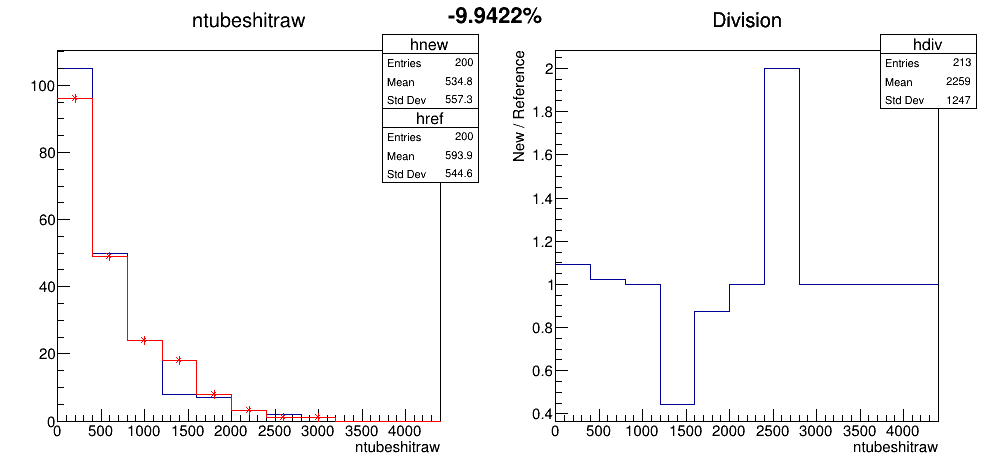 -9.9422%
ntubeshitraw
hnew
Entries 200
Mean 534.8
Std Dev 557.3
href
Entries 200
Mean 593.9
Std Dev 544.6
100
80
60
40
20
0
0 500 1000 1500 2000 2500 3000 3500 4000
ntubeshitraw
Division
hdiv
Entries 213
Mean 2259
Std Dev 1247
New / Reference
2
1.8
1.6
1.4
1.2
1
0.8
0.6
0.4
0 500 1000 1500 2000 2500 3000 3500 4000
ntubeshitraw